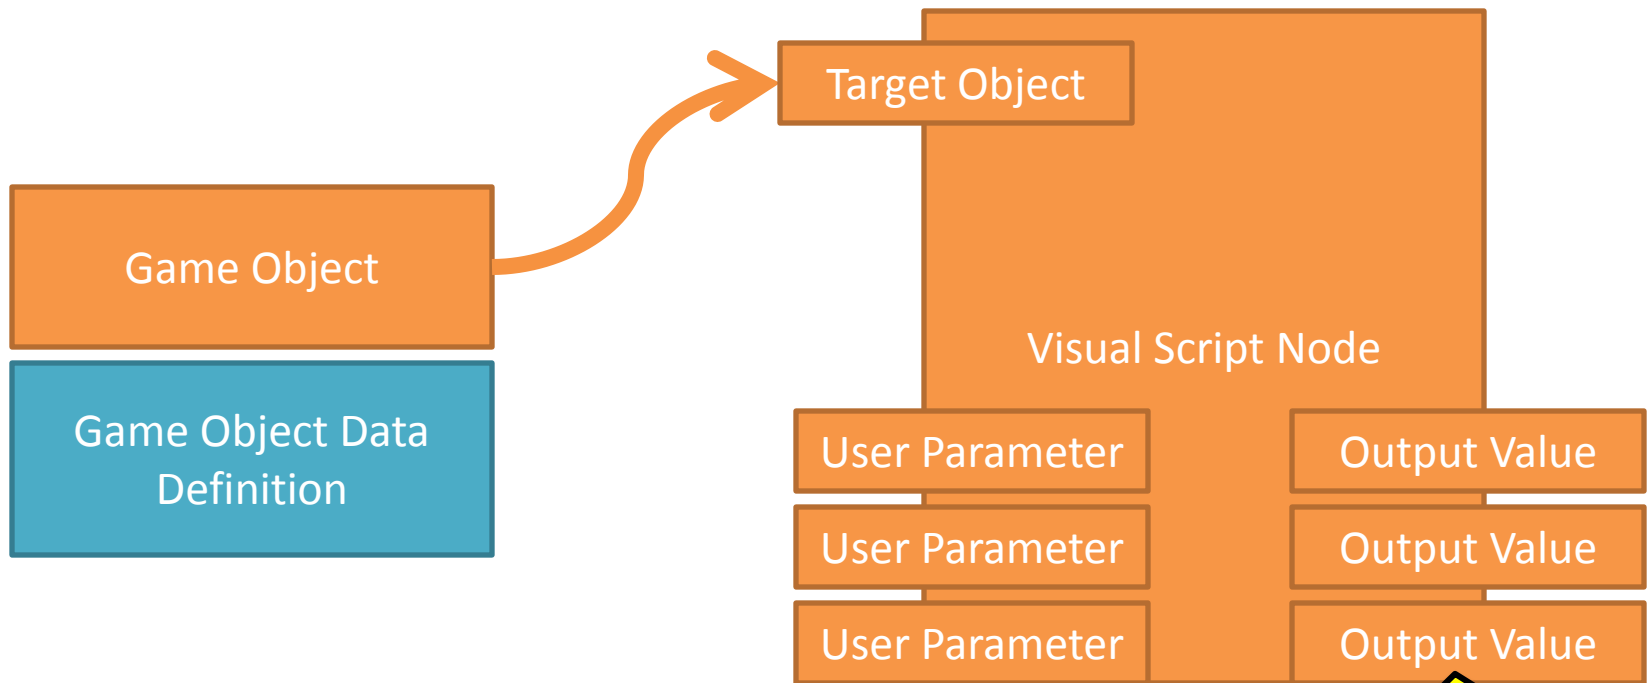 Target Object
Game Object
Visual Script Node
Game Object Data
Definition
User Parameter
Output Value
User Parameter
Output Value
User Parameter
Output Value